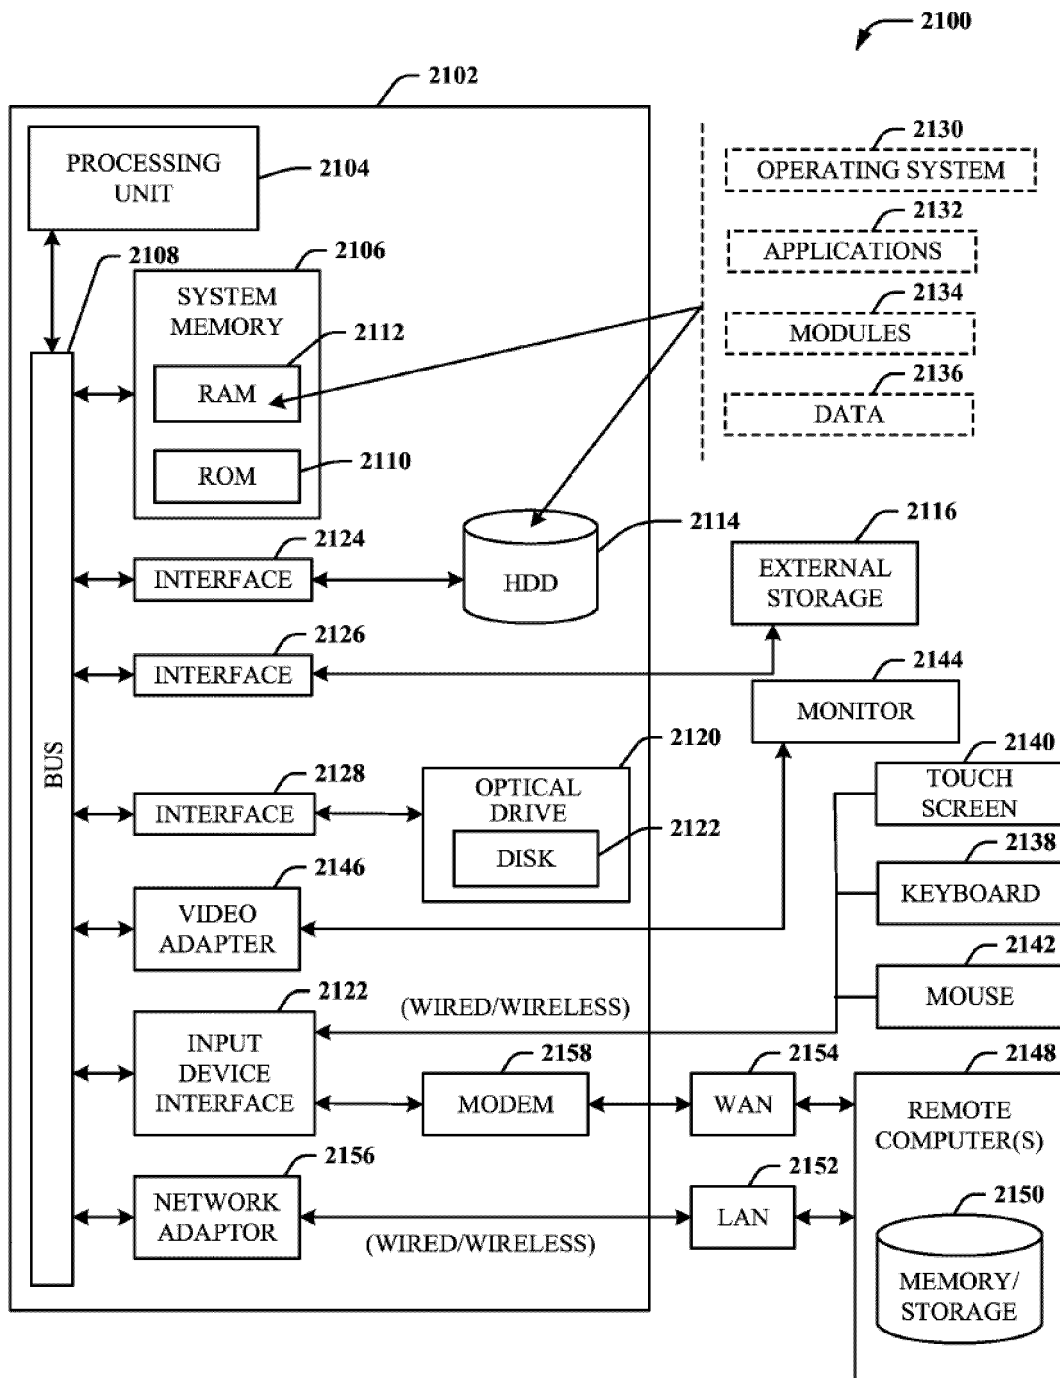 2100
2102
PROCESSING
UNIT
2104
2130
OPERATING SYSTEM
2132
APPLICATIONS
2134
MODULES
2136
DATA
2108
2106
SYSTEM
MEMORY
2112
RAM
ROM
2110
2124
INTERFACE
HDD
2114
2116
EXTERNAL
STORAGE
2126
INTERFACE
2144
MONITOR
BUS
2128
INTERFACE
2120
OPTICAL
DRIVE
2122
DISK
2140
TOUCH
SCREEN
2138
KEYBOARD
2142
MOUSE
2146
VIDEO
ADAPTER
2122
INPUT
DEVICE
INTERFACE
(WIRED/WIRELESS)
2158
MODEM
2154
WAN
2148
REMOTE
COMPUTER(S)
2156
NETWORK
ADAPTOR
(WIRED/WIRELESS)
2152
LAN
2150
MEMORY/
STORAGE